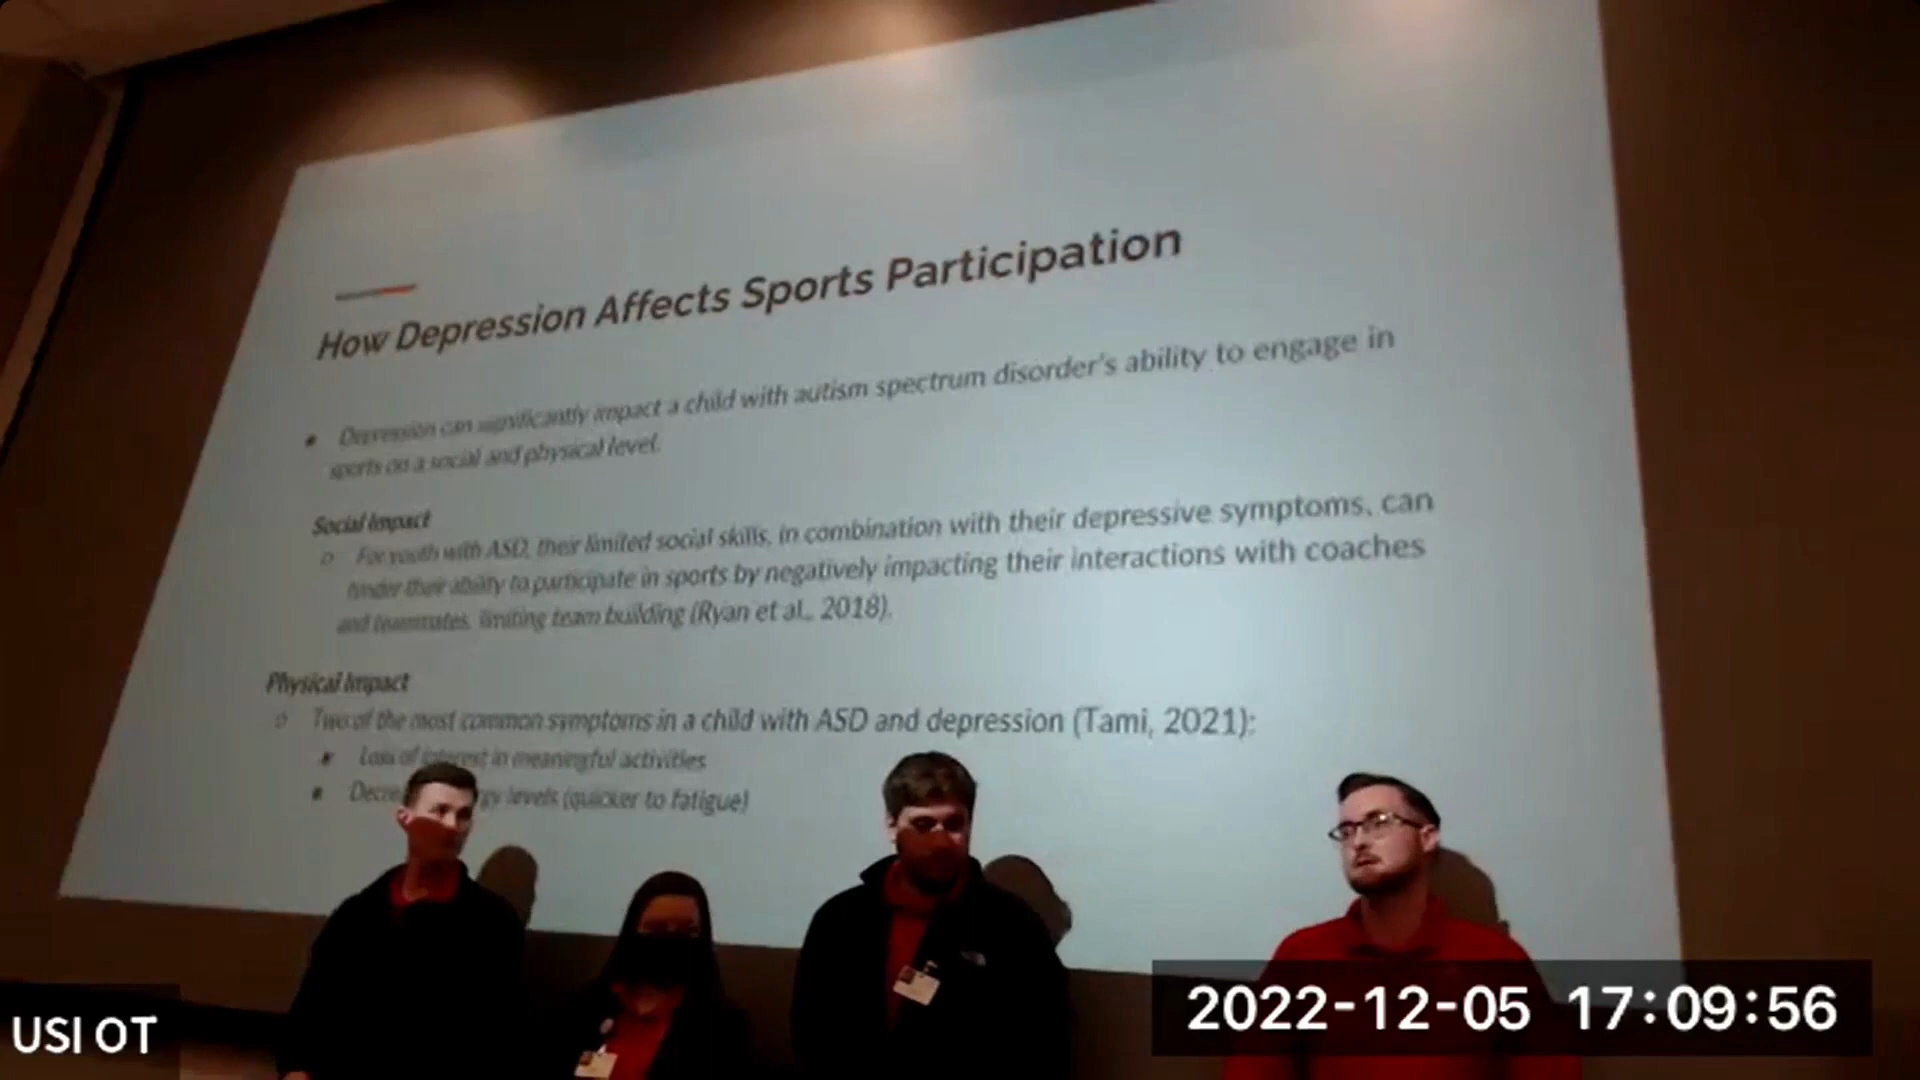 How Depression Affects Sports Participation
Depression can significantly impact a child with autism spectrum disorder's ability to engage in
sports on a social and physical level.
Social Impact
For youth with ASD, their limited social skills, in combination with their depressive symptoms, can
hinder their ability to participate in sports by negatively impacting their interactions with coaches
and teammates, limiting team building (Ryan et al., 2018).
Physical Impact
Two of the most common symptoms in a child with ASD and depression (Tami, 2021):
Loss of interest in meaningful activities
levels (quicker to fatigue)
USI OT
2022-12-05 17:09:56